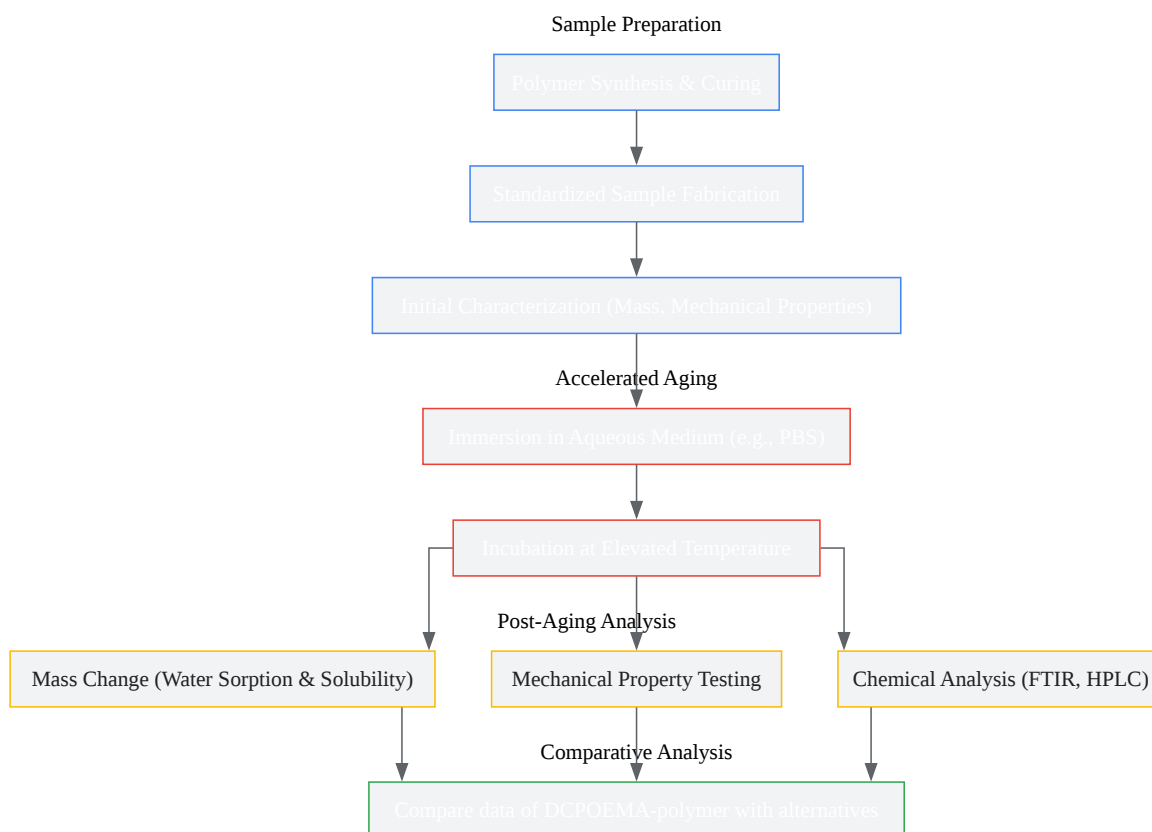 Sample Preparation
Polymer Synthesis & Curing
Standardized Sample Fabrication
Initial Characterization (Mass, Mechanical Properties)
Accelerated Aging
Immersion in Aqueous Medium (e.g., PBS)
Incubation at Elevated Temperature
Post-Aging Analysis
Mass Change (Water Sorption & Solubility)
Mechanical Property Testing
Chemical Analysis (FTIR, HPLC)
Comparative Analysis
Compare data of DCPOEMA-polymer with alternatives